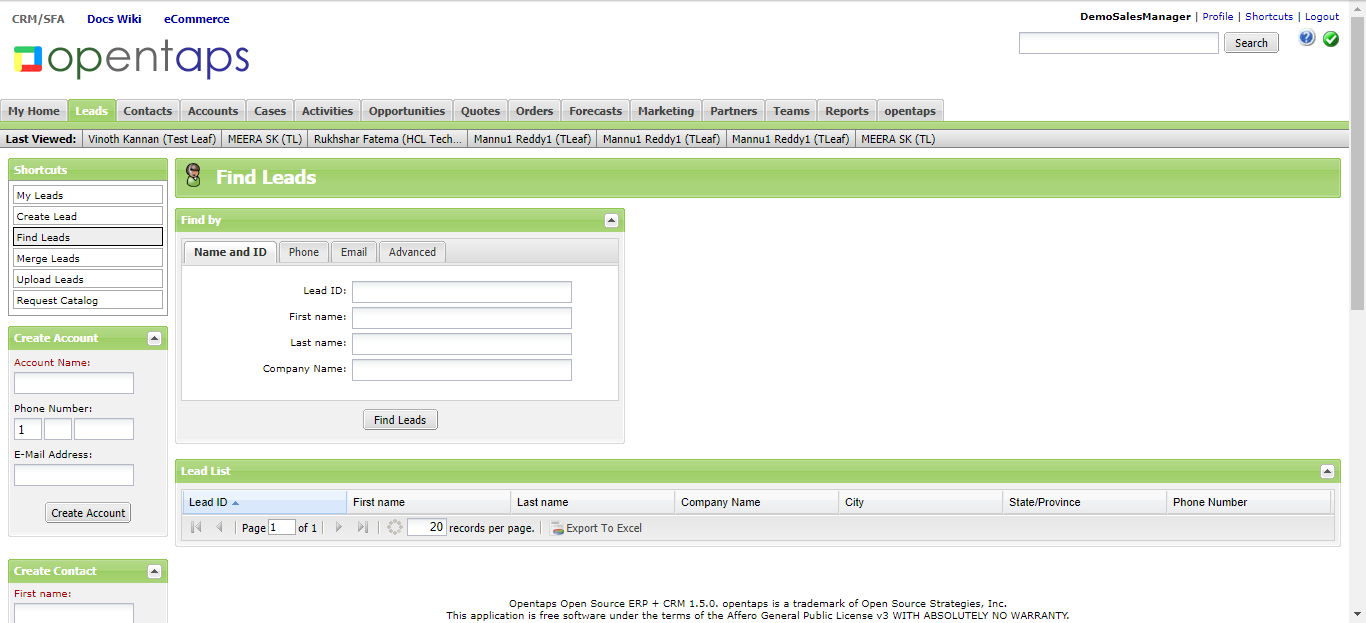 CRM/SFA Docs Wiki eCommerce
DemoSalesManager | Profile | Shortcuts | Logout
opentaps
Search
?
My Home Leads Contacts Accounts Cases Activities Opportunities Quotes Orders Forecasts Marketing Partners Teams Reports opentaps
Last Viewed: Vinoth Kannan (Test Leaf) MEERA SK (TL) Rukhshar Fatema (HCL Tech... Mannu1 Reddy1 (TLeaf) Mannu1 Reddy1 (TLeaf) Mannu1 Reddy1 (TLeaf) MEERA SK (TL)
Shortcuts
My Leads
Create Lead
Find Leads
Merge Leads
Upload Leads
Request Catalog
Create Account
Account Name:
Phone Number:
1
E-Mail Address:
Create Account
Create Contact
First name:
Find Leads
Find by
Name and ID Phone Email Advanced
Lead ID:
First name:
Last name:
Company Name:
Find Leads
Lead List
Lead ID First name Last name Company Name City State/Province Phone Number
Page 1 of 1 20 records per page. Export To Excel
Opentaps Open Source ERP + CRM 1.5.0. opentaps is a trademark of Open Source Strategies, Inc.
This application is free software under the terms of the Affero General Public License v3 WITH ABSOLUTELY NO WARRANTY.